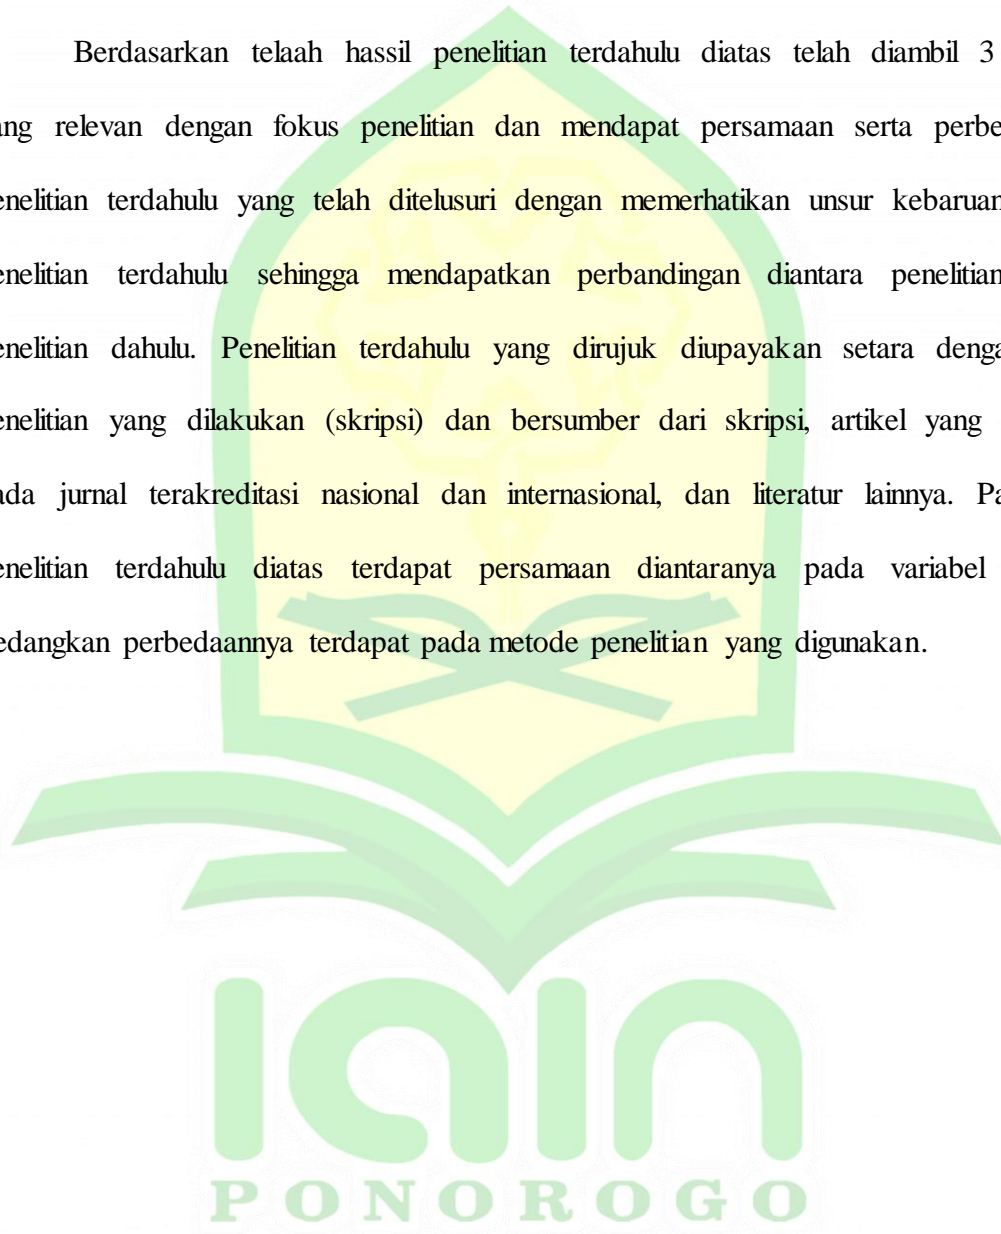 Berdasarkan telaah hassil penelitian terdahulu diatas telah diambil 3
ang relevan dengan fokus penelitian dan mendapat persamaan serta perbe
enelitian terdahulu yang telah ditelusuri dengan memerhatikan unsur kebaruan
enelitian terdahulu sehingga mendapatkan perbandingan diantara penelitian
enelitian dahulu. Penelitian terdahulu yang dirujuk diupayakan setara denga
enelitian yang dilakukan (skripsi) dan bersumber dari skripsi, artikel yang
ada jurnal terakreditasi nasional dan internasional, dan literatur lainnya. Pa
enelitian terdahulu diatas terdapat persamaan diantaranya pada variabel
edangkan perbedaannya terdapat pada metode penelitian yang digunakan.
iain
PONOROGO